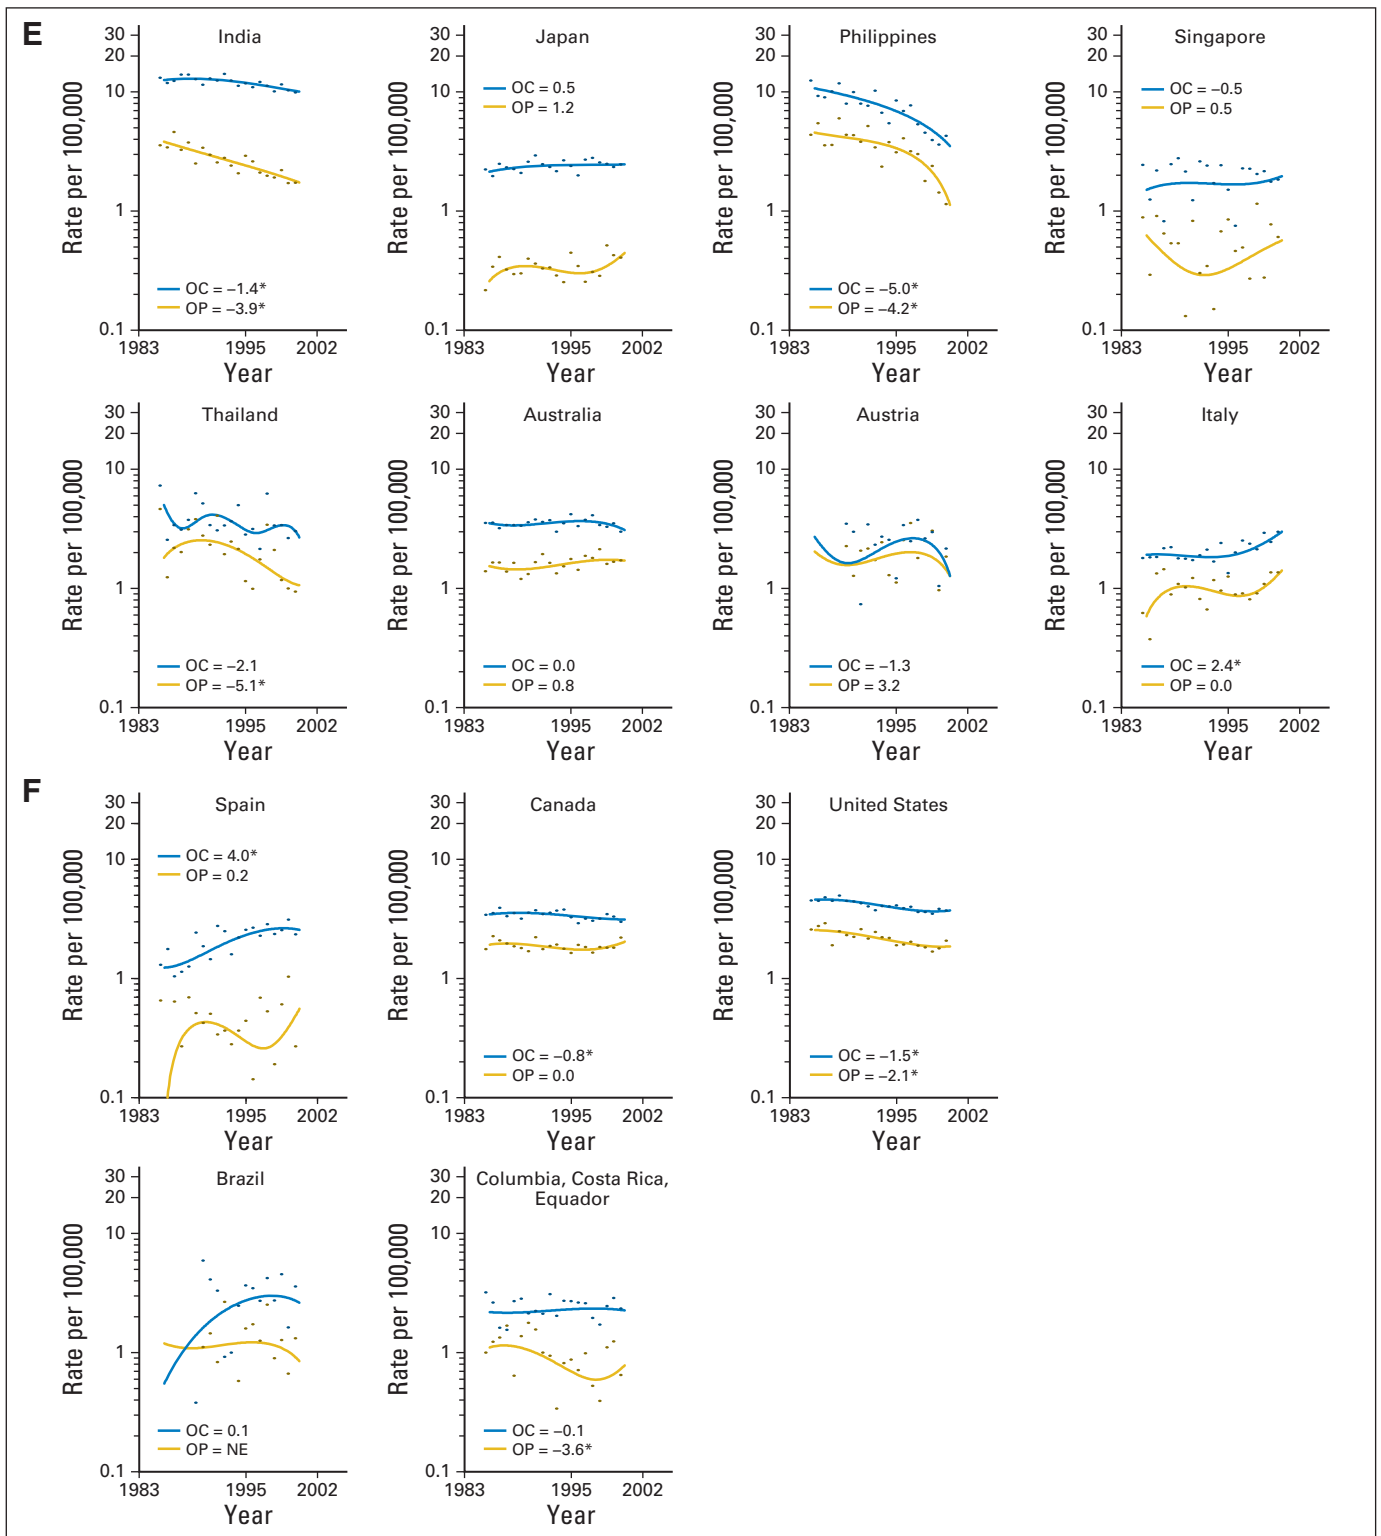 E
India
30
20
10
1
0.1
Rate per 100,000
OC = −1.4*
OP = −3.9*
1983 1995 2002
Year
Japan
30
20
10
1
0.1
Rate per 100,000
OC = 0.5
OP = 1.2
1983 1995 2002
Year
Philippines
30
20
10
1
0.1
Rate per 100,000
OC = −5.0*
OP = −4.2*
1983 1995 2002
Year
Singapore
30
20
10
1
0.1
Rate per 100,000
OC = −0.5
OP = 0.5
1983 1995 2002
Year
Thailand
30
20
10
1
0.1
Rate per 100,000
OC = −2.1
OP = −5.1*
1983 1995 2002
Year
Australia
30
20
10
1
0.1
Rate per 100,000
OC = 0.0
OP = 0.8
1983 1995 2002
Year
Austria
30
20
10
1
0.1
Rate per 100,000
OC = −1.3
OP = 3.2
1983 1995 2002
Year
Italy
30
20
10
1
0.1
Rate per 100,000
OC = 2.4*
OP = 0.0
1983 1995 2002
Year
F
Spain
30
20
10
1
0.1
Rate per 100,000
OC = 4.0*
OP = 0.2
1983 1995 2002
Year
Canada
30
20
10
1
0.1
Rate per 100,000
OC = −0.8*
OP = 0.0
1983 1995 2002
Year
United States
30
20
10
1
0.1
Rate per 100,000
OC = −1.5*
OP = −2.1*
1983 1995 2002
Year
Brazil
30
20
10
1
0.1
Rate per 100,000
OC = 0.1
OP = NE
1983 1995 2002
Year
Columbia, Costa Rica,
Equador
30
20
10
1
0.1
Rate per 100,000
OC = −0.1
OP = −3.6*
1983 1995 2002
Year